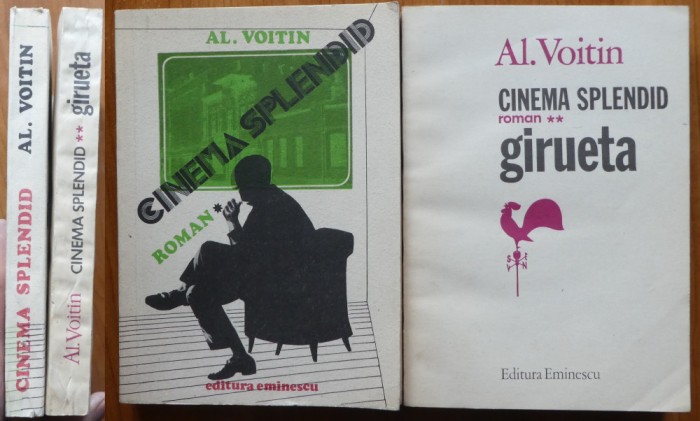 CINEMA SPLENDID AL. VOITIN
Al. Voitin CINEMA SPLENDID ** girueta
AL. VOITIN
CINEMA SPLENDID
ROMAN *
editura eminescu
Al. Voitin
CINEMA SPLENDID
roman **
girueta
S E
V N
Editura Eminescu